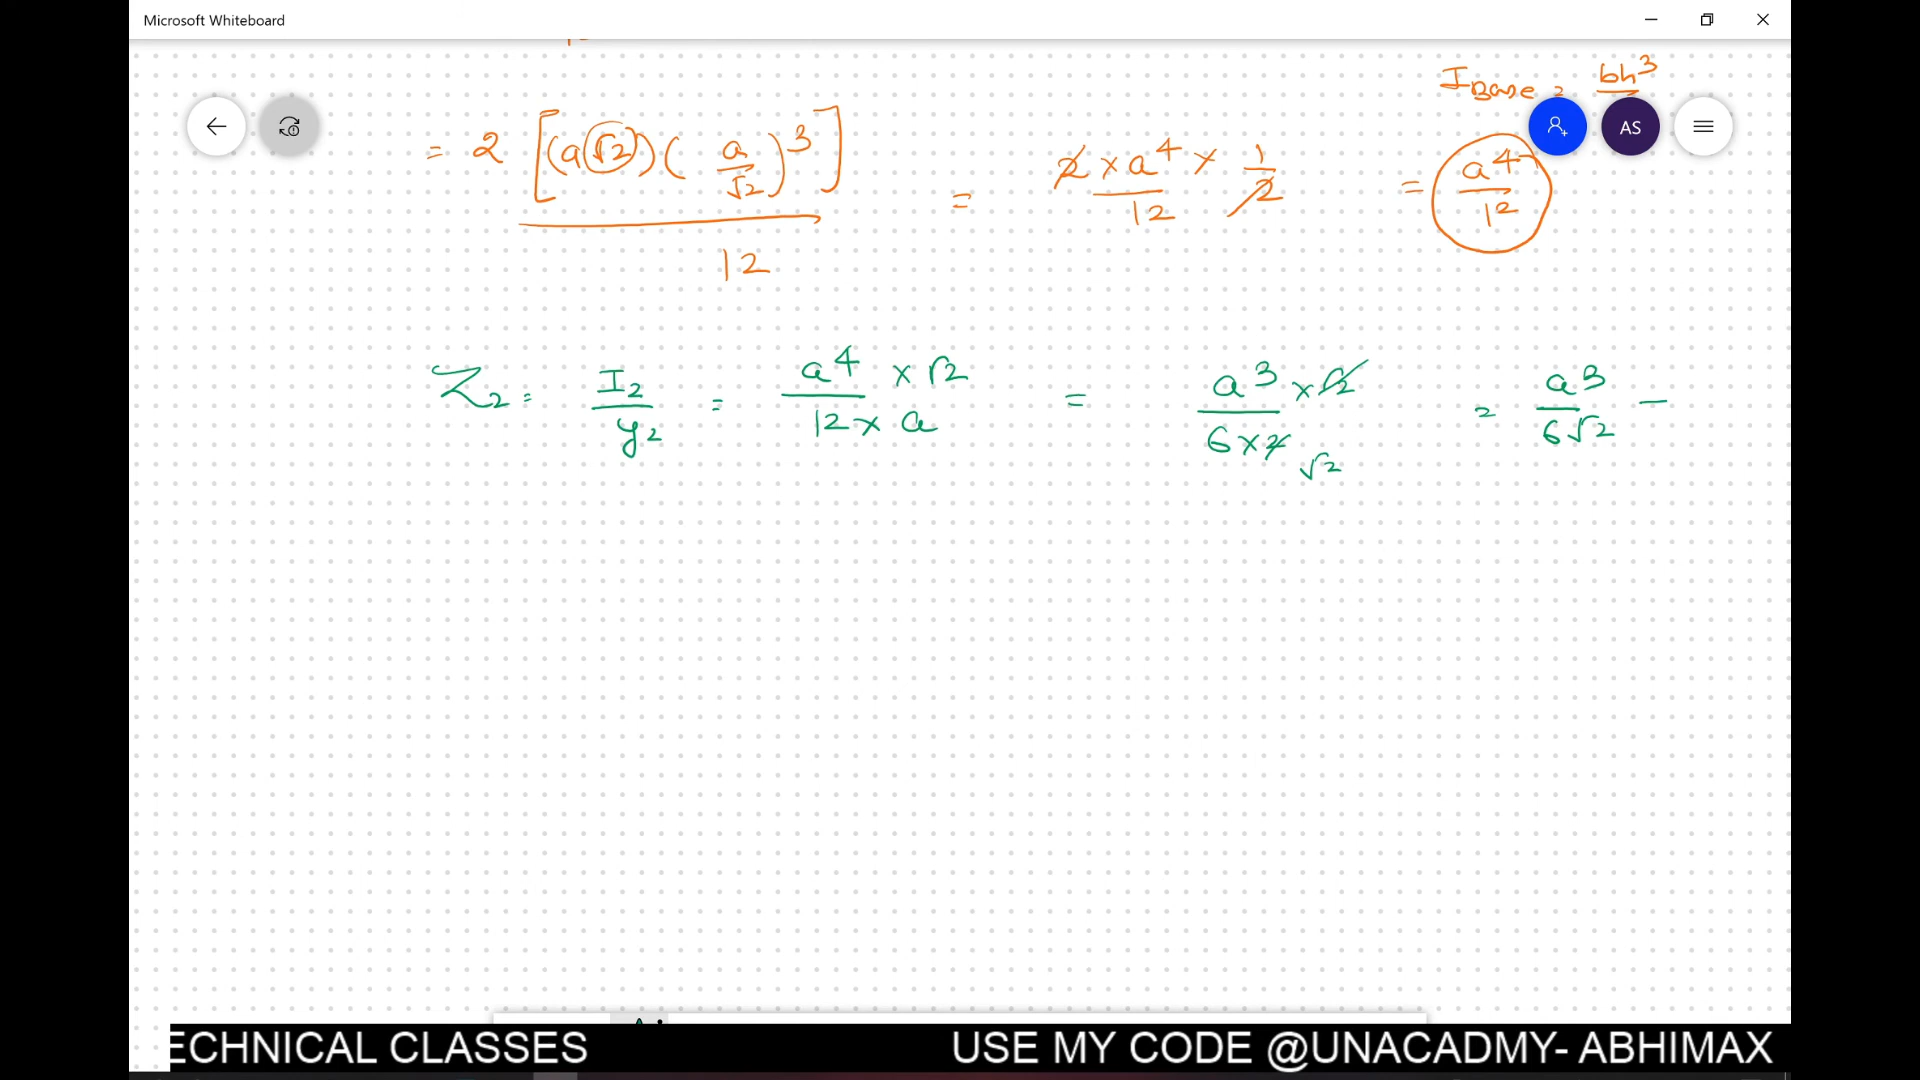 Microsoft Whiteboard
I Base = bh³
= 2 [(a√2)(a/√2)³] / 12 = 2 × a⁴/12 × 1/2 = a⁴/12
AS
Z₂ = I₂/y₂ = a⁴ × √2 / 12 × a = a³ × √2 / 6 × 2 √2 = a³/6√2 –
ECHNICAL CLASSES USE MY CODE @UNACADMY- ABHIMAX